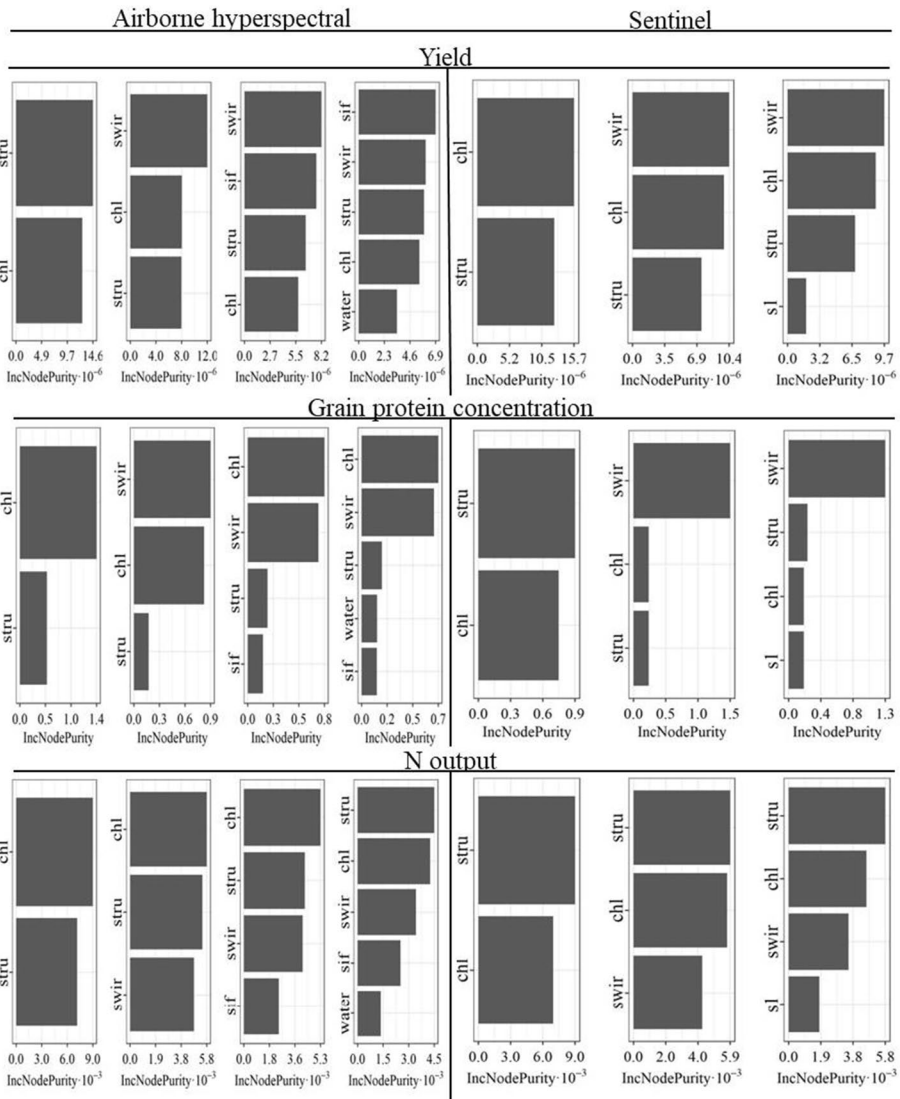 Airborne hyperspectral Sentinel
Yield
stru chl
0.0 4.9 9.7 14.6
IncNodePurity·10⁻⁶
swir chl stru
0.0 4.0 8.0 12.0
IncNodePurity·10⁻⁶
swir sif stru chl
0.0 2.7 5.5 8.2
IncNodePurity·10⁻⁶
sif swir stru chl water
0.0 2.3 4.6 6.9
IncNodePurity·10⁻⁶
chl stru
0.0 5.2 10.5 15.7
IncNodePurity·10⁻⁶
swir chl stru
0.0 3.5 6.9 10.4
IncNodePurity·10⁻⁶
swir chl stru sl
0.0 3.2 6.5 9.7
IncNodePurity·10⁻⁶
Grain protein concentration
chl stru
0.0 0.5 1.0 1.4
IncNodePurity
swir chl stru
0.0 0.3 0.6 0.9
IncNodePurity
chl swir stru sif
0.0 0.3 0.5 0.8
IncNodePurity
chl swir stru water sif
0.0 0.2 0.5 0.7
IncNodePurity
stru chl
0.0 0.3 0.6 0.9
IncNodePurity
swir chl stru
0.0 0.5 1.0 1.5
IncNodePurity
swir stru chl sl
0.0 0.4 0.8 1.3
IncNodePurity
N output
chl stru
0.0 3.0 6.0 9.0
IncNodePurity·10⁻³
chl stru swir
0.0 1.9 3.9 5.8
IncNodePurity·10⁻³
chl stru swir sif
0.0 1.8 3.6 5.3
IncNodePurity·10⁻³
stru chl swir sif water
0.0 1.5 3.0 4.5
IncNodePurity·10⁻³
stru chl
0.0 3.0 6.0 9.0
IncNodePurity·10⁻³
stru chl swir
0.0 2.0 4.0 5.9
IncNodePurity·10⁻³
stru chl swir sl
0.0 1.9 3.8 5.8
IncNodePurity·10⁻³